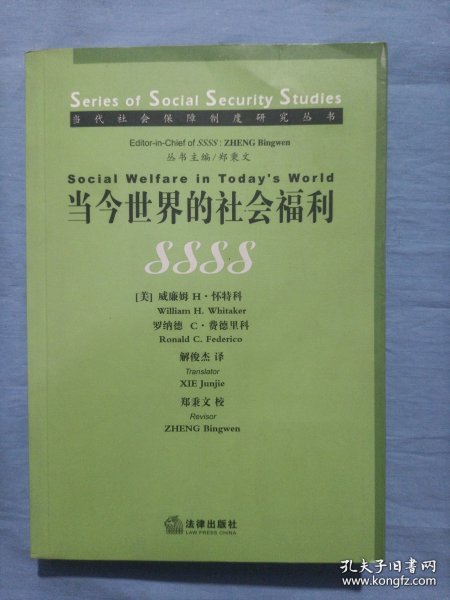 Series of Social Security Studies
当代社会保障制度研究丛书
Editor-in-Chief of SSSS: ZHENG Bingwen
丛书主编/郑秉文
Social Welfare in Today's World
当今世界的社会福利
SSSS
[美] 威廉姆 H·怀特科
William H. Whitaker
罗纳德 C·费德里科
Ronald C. Federico
解俊杰 译
Translator
XIE Junjie
郑秉文 校
Revisor
ZHENG Bingwen
法律出版社
LAW PRESS CHINA
孔夫子旧书网
www.kongfz.com